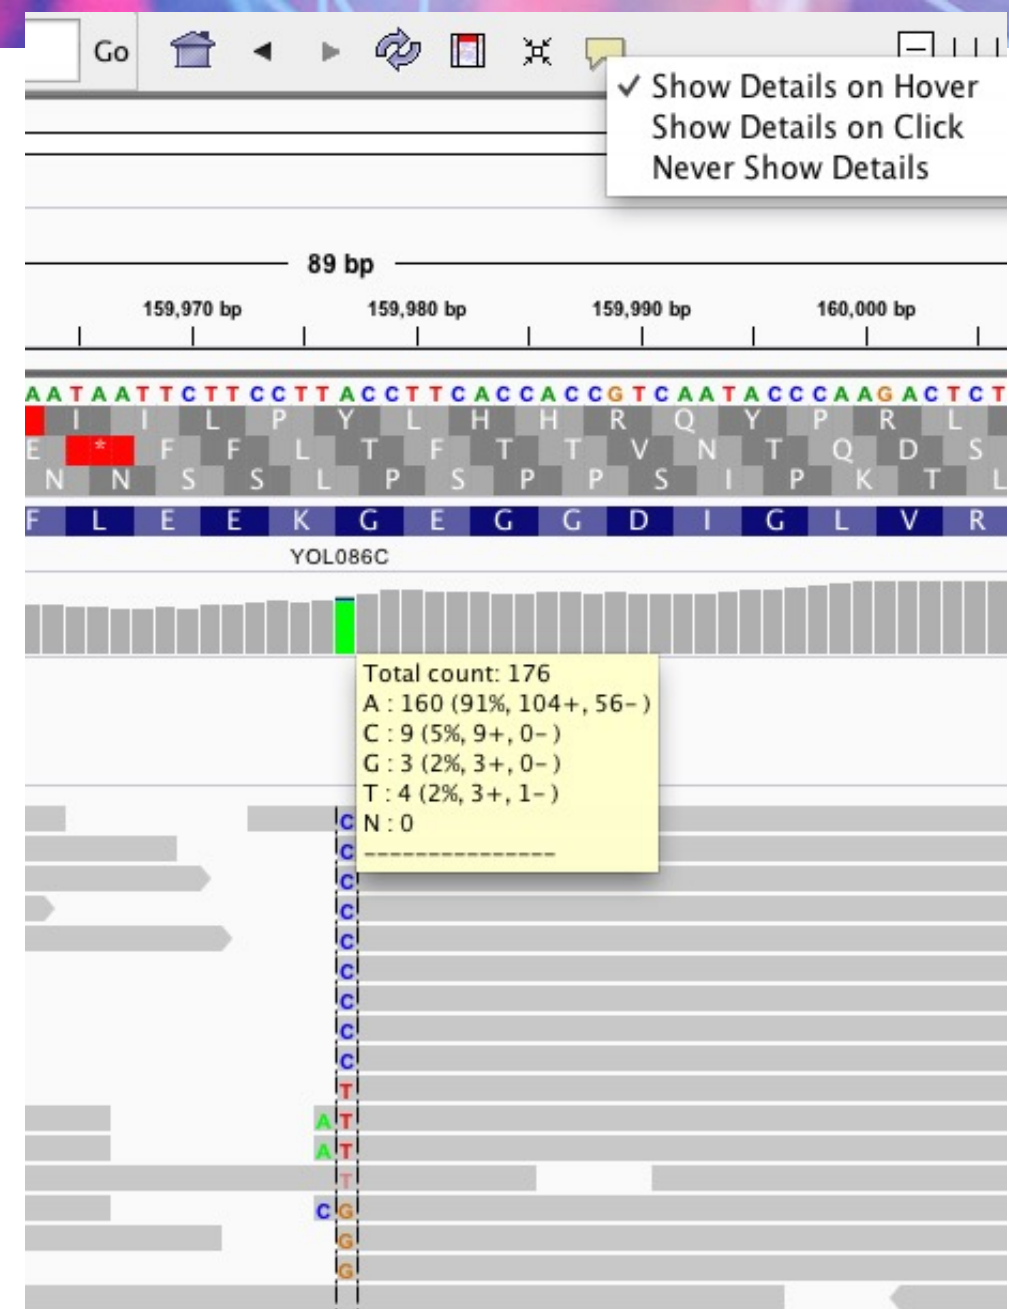 Go
✓ Show Details on Hover
Show Details on Click
Never Show Details
89 bp
159,970 bp 159,980 bp 159,990 bp 160,000 bp
A A T A A T T C T T C C T T A C C T T C A C C A C C G T C A A T A C C C A A G A C T C T
I I L P Y L H H R Q Y P R L
E * F F L T F T T V N T Q D S
N N S S L P S P P S I P K T L
F L E E K G E G G D I G L V R
YOL086C
Total count: 176
A : 160 (91%, 104+, 56- )
C : 9 (5%, 9+, 0- )
G : 3 (2%, 3+, 0- )
T : 4 (2%, 3+, 1- )
N : 0
---------------
C
C
C
C
C
C
C
C
C
T
A T
A T
T
C G
G
G